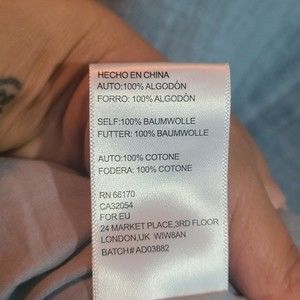 HECHO EN CHINA
AUTO:100% ALGODÓN
FORRO: 100% ALGODÓN
SELF:100% BAUMWOLLE
FUTTER: 100% BAUMWOLLE
AUTO:100% COTONE
FODERA: 100% COTONE
RN 66170
CA32054
FOR EU
24 MARKET PLACE,3RD FLOOR
LONDON,UK WIW8AN
BATCH# AD03882